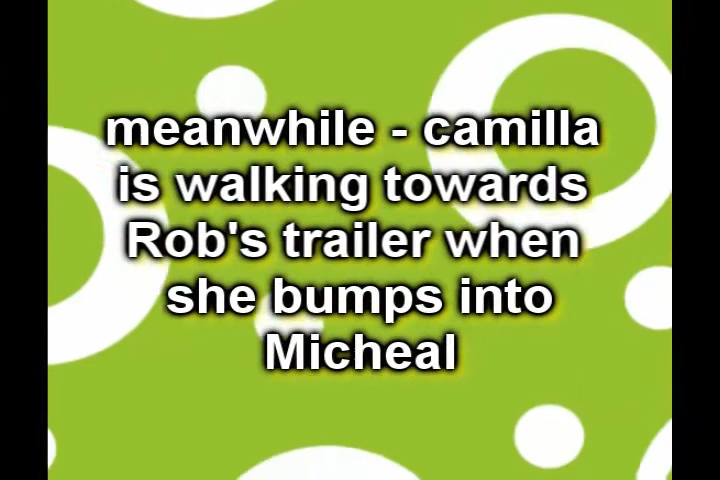 meanwhile - camilla
is walking towards
Rob's trailer when
she bumps into
Micheal